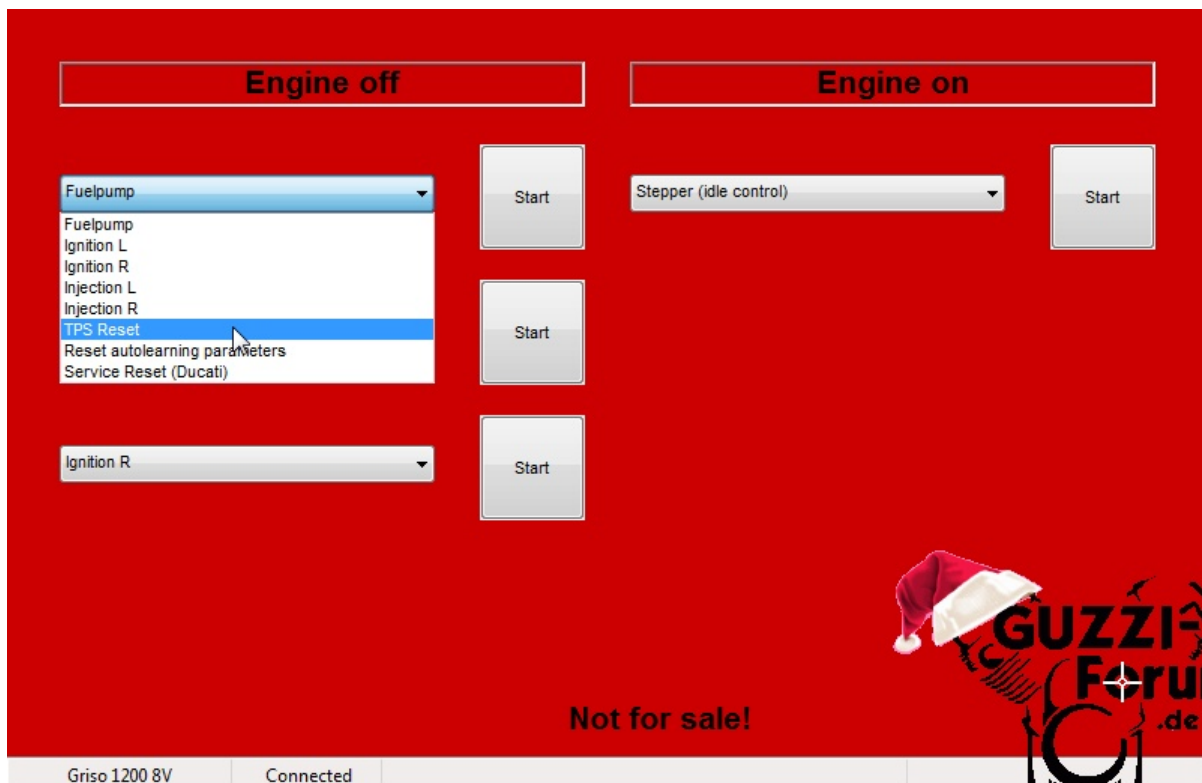 Engine off
Engine on
Fuelpump
Start
Stepper (idle control)
Start
Fuelpump
Ignition L
Ignition R
Injection L
Injection R
TPS Reset
Reset autolearning parameters
Service Reset (Ducati)
Start
Ignition R
Start
GUZZI
Foru
.de
Not for sale!
Griso 1200 8V
Connected